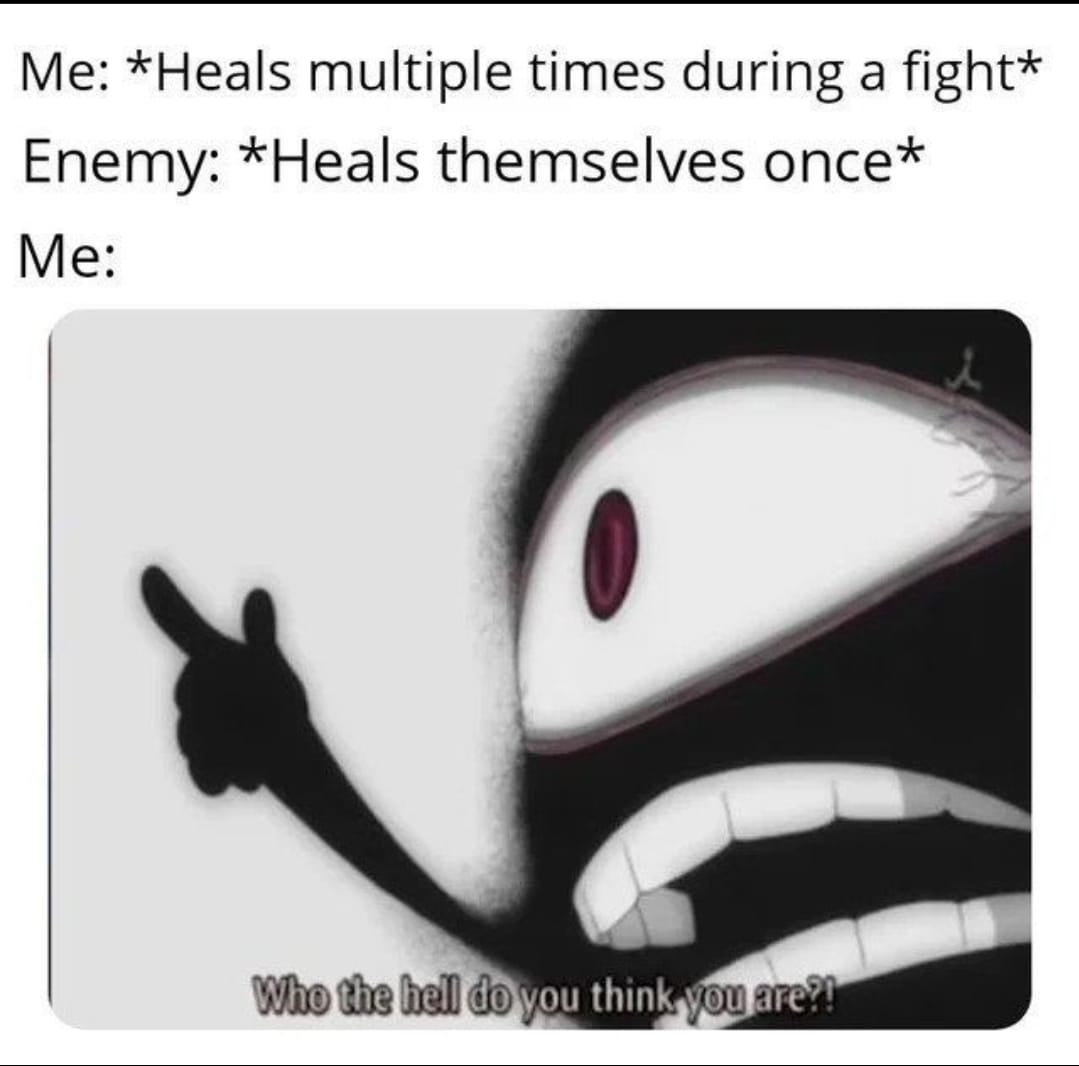 Me: *Heals multiple times during a fight*
Enemy: *Heals themselves once*
Me:
Who the hell do you think you are?!